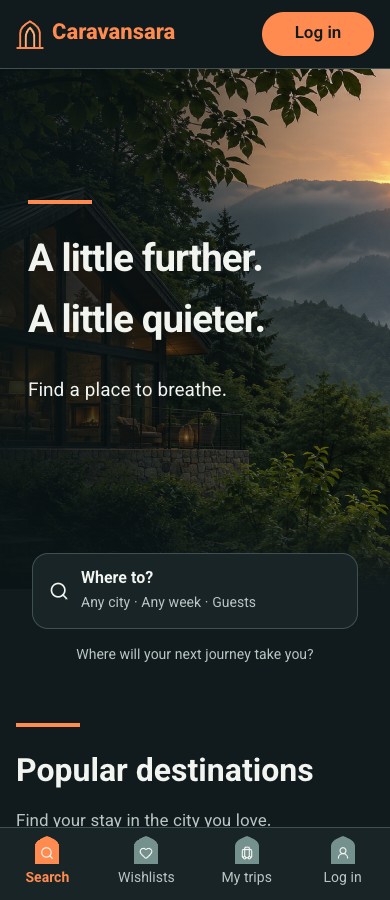 Caravansara
Log in
A little further.
A little quieter.
Find a place to breathe.
Where to?
Any city · Any week · Guests
Where will your next journey take you?
Popular destinations
Find your stay in the city you love.
Search
Wishlists
My trips
Log in